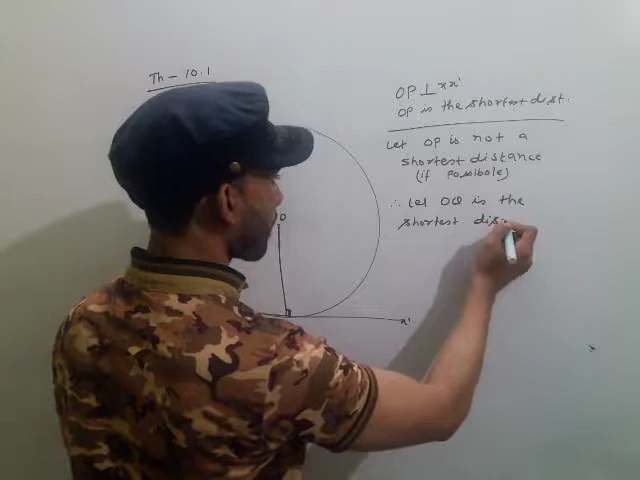 Th - 10.1
OP ⊥ xx'
OP is the shortest dist.
Let OP is not a
shortest distance
(if possibole)
∴ Let OQ is the
shortest dis
O
x'